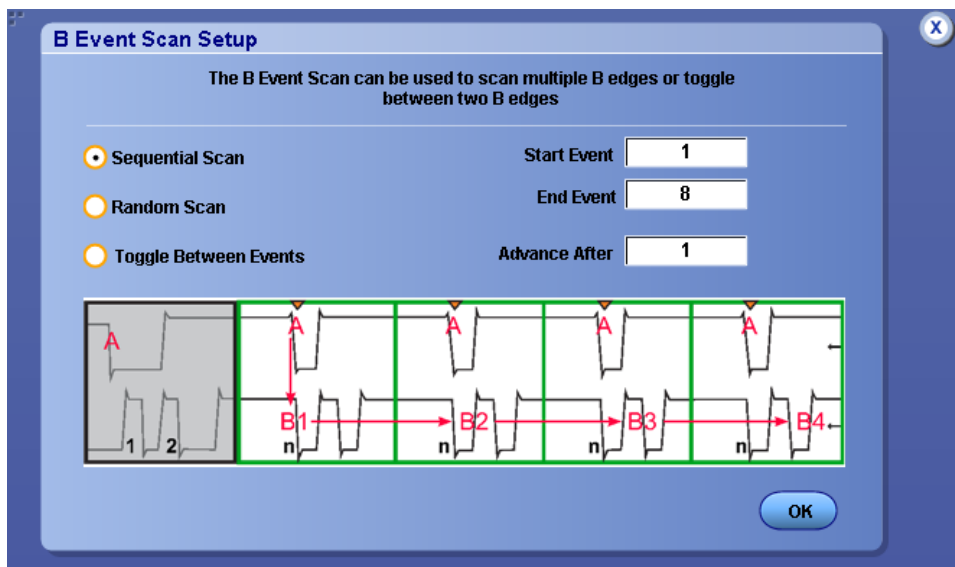 X
B Event Scan Setup
The B Event Scan can be used to scan multiple B edges or toggle
between two B edges
Sequential Scan
Start Event 1
End Event 8
Random Scan
Toggle Between Events
Advance After 1
A A A A A
B1 B2 B3 B4
1 2 n n n n
OK